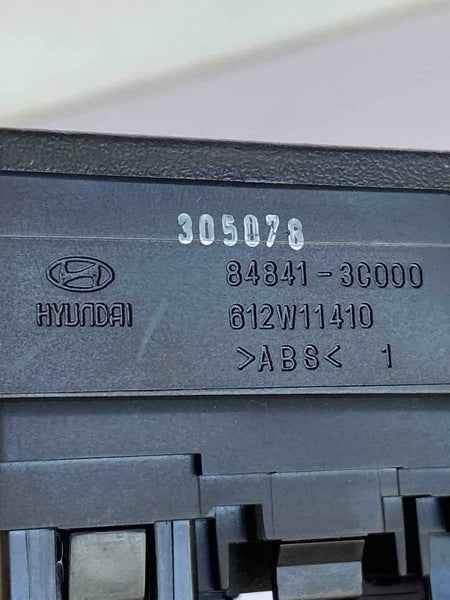 305078
84841-3C000
HYUNDAI
612W11410
>ABS< 1